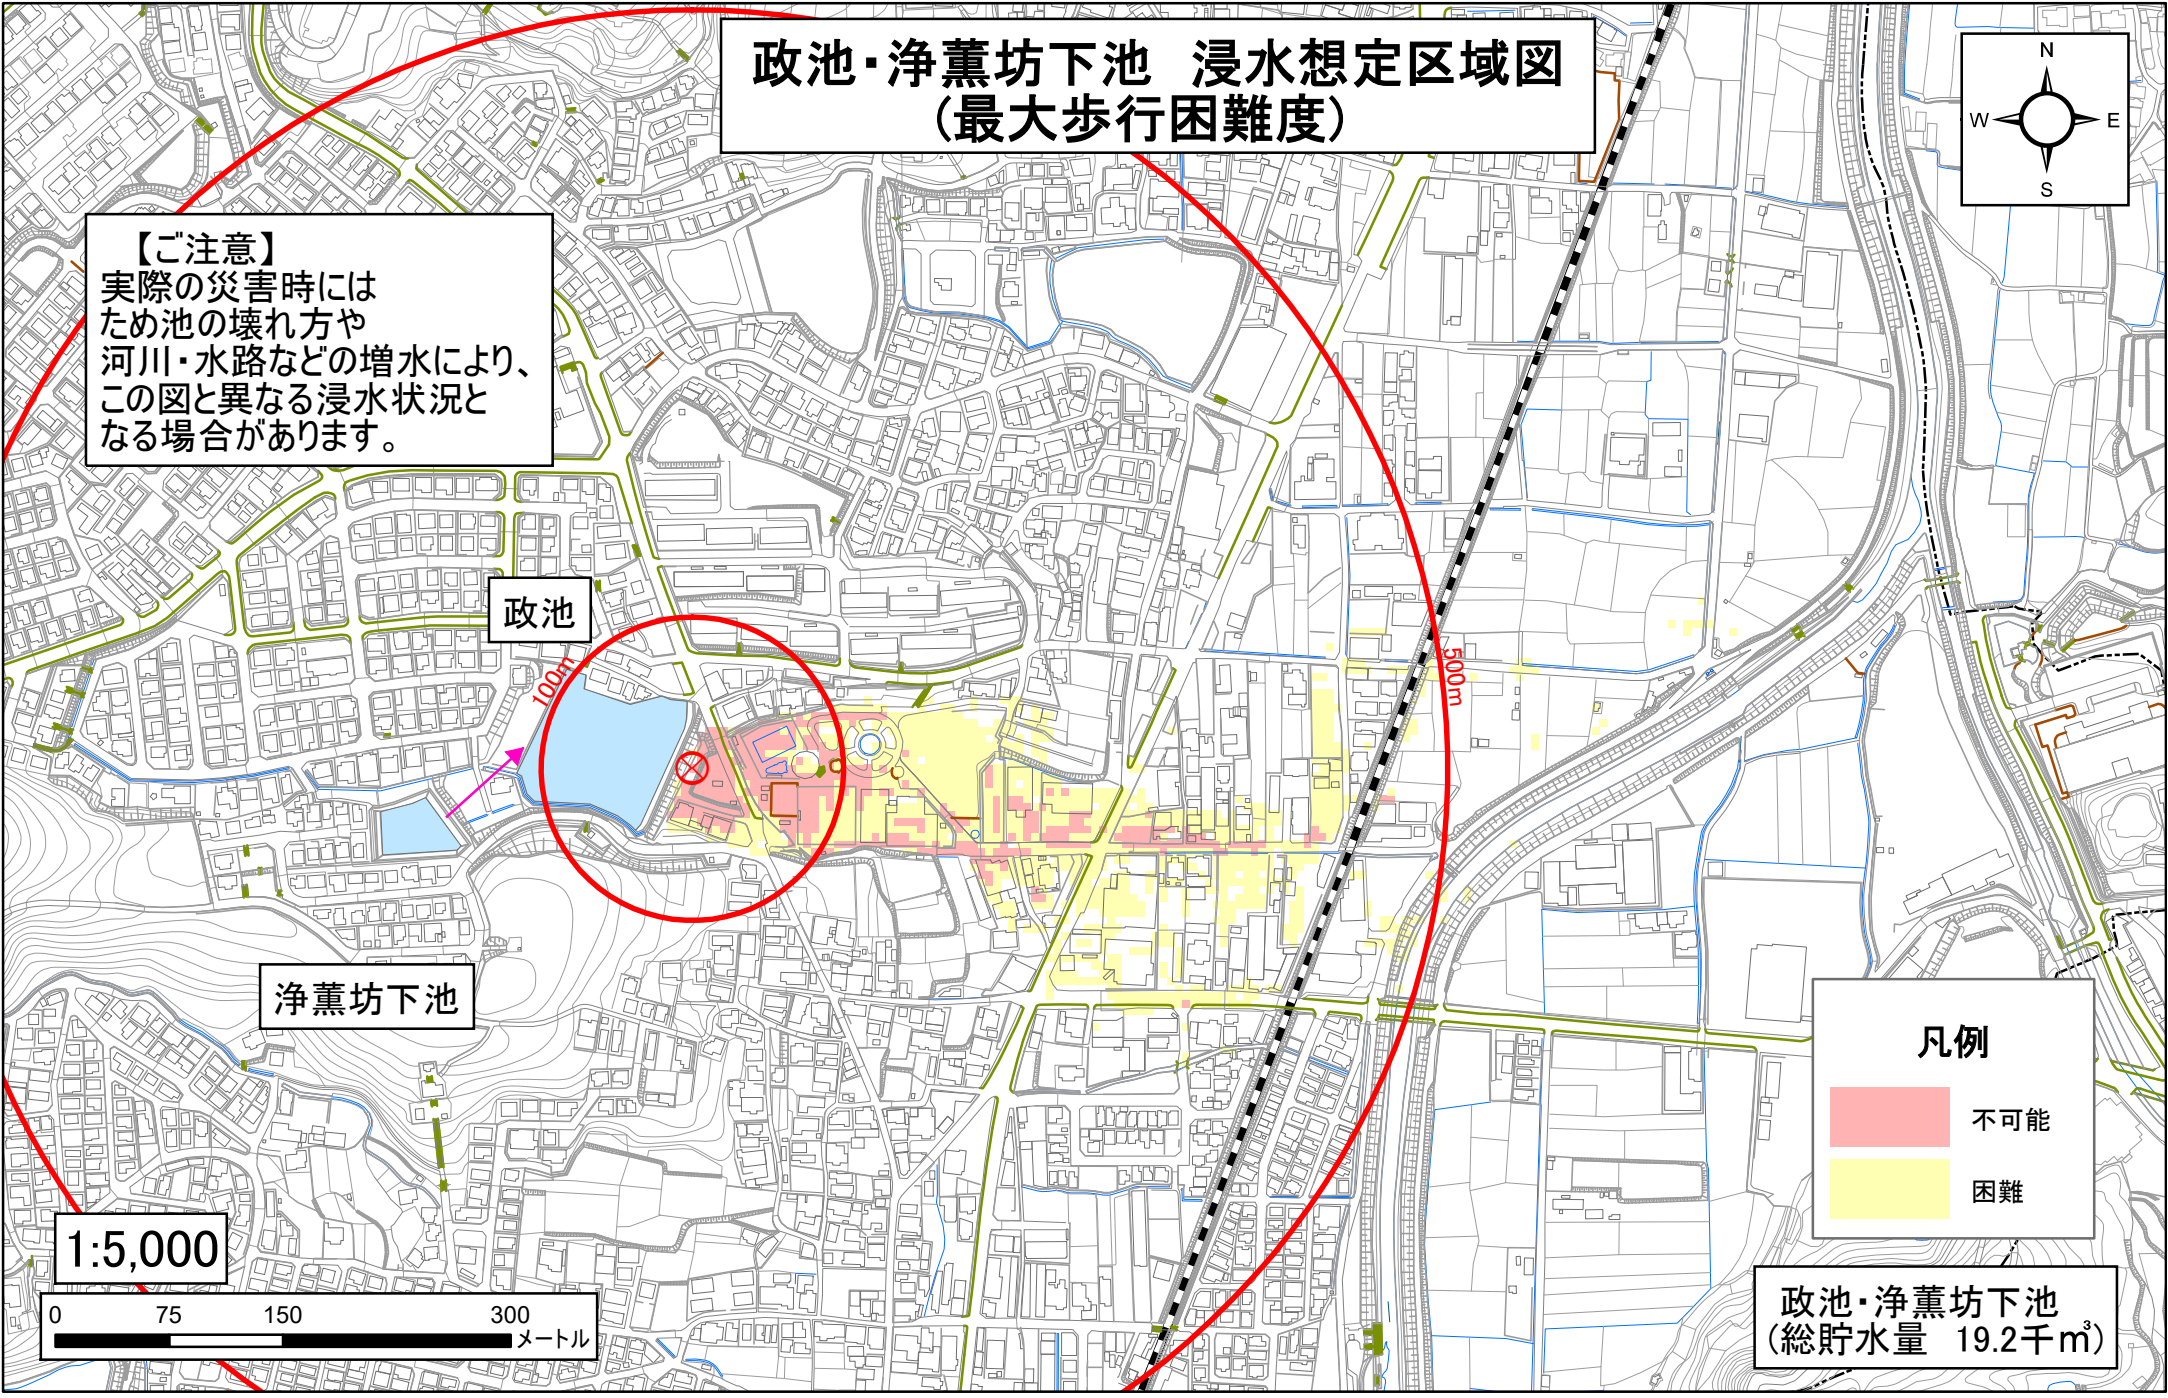 政池・浄薫坊下池　浸水想定区域図
(最大歩行困難度)
N
W E
S
【ご注意】
実際の災害時には
ため池の壊れ方や
河川・水路などの増水により、
この図と異なる浸水状況と
なる場合があります。
政池
100m
500m
浄薫坊下池
凡例
不可能
困難
1:5,000
0 75 150 300
メートル
政池・浄薫坊下池
(総貯水量　19.2千㎥)